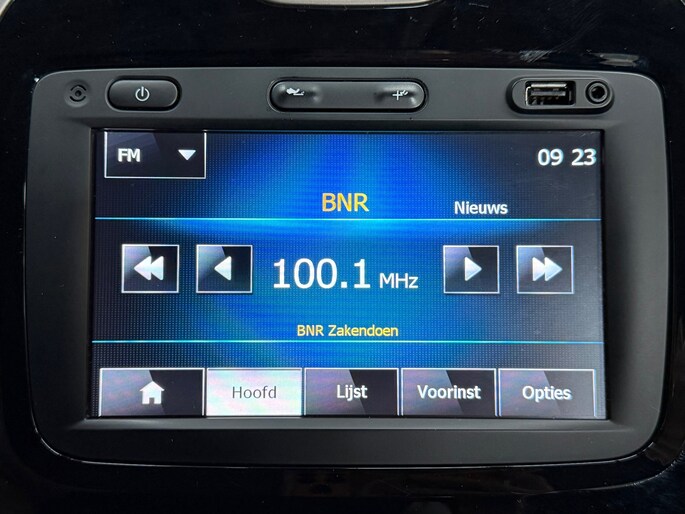 FM
09 23
BNR
Nieuws
100.1 MHz
BNR Zakendoen
Hoofd Lijst Voorinst Opties